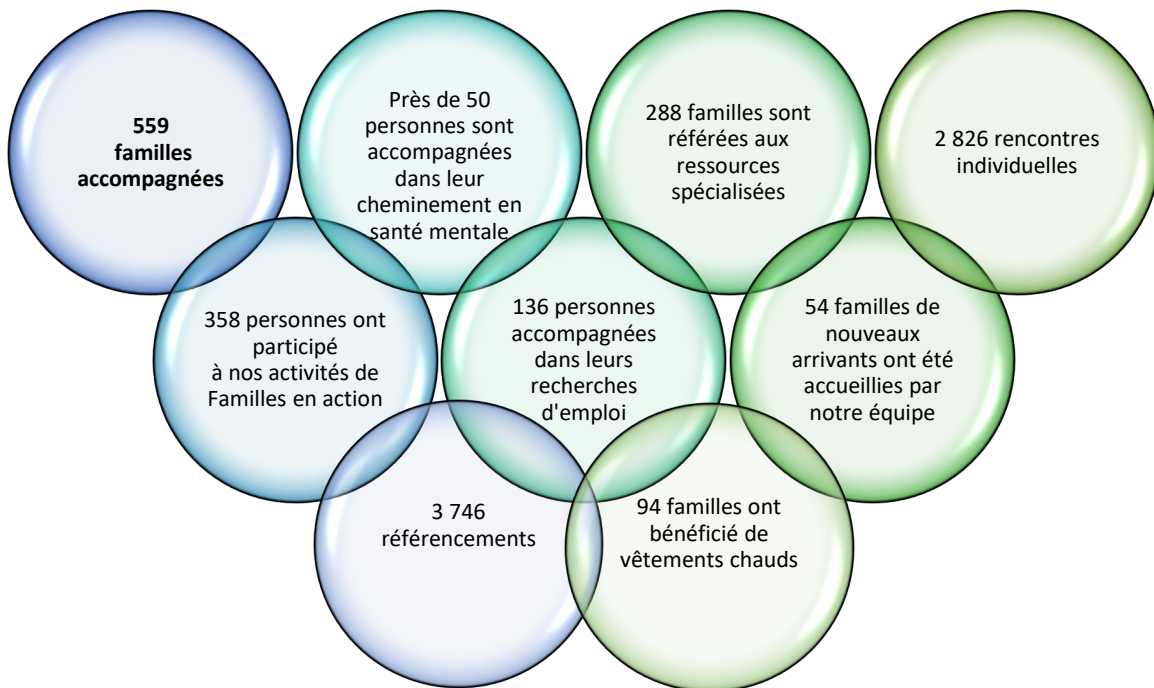 559
familles
accompagnées
Près de 50
personnes sont
accompagnées
dans leur
cheminement en
santé mentale
288 familles sont
référées aux
ressources
spécialisées
2 826 rencontres
individuelles
358 personnes ont
participé
à nos activités de
Familles en action
136 personnes
accompagnées
dans leurs
recherches
d'emploi
54 familles de
nouveaux
arrivants ont été
accueillies par
notre équipe
3 746
référencements
94 familles ont
bénéficié de
vêtements chauds